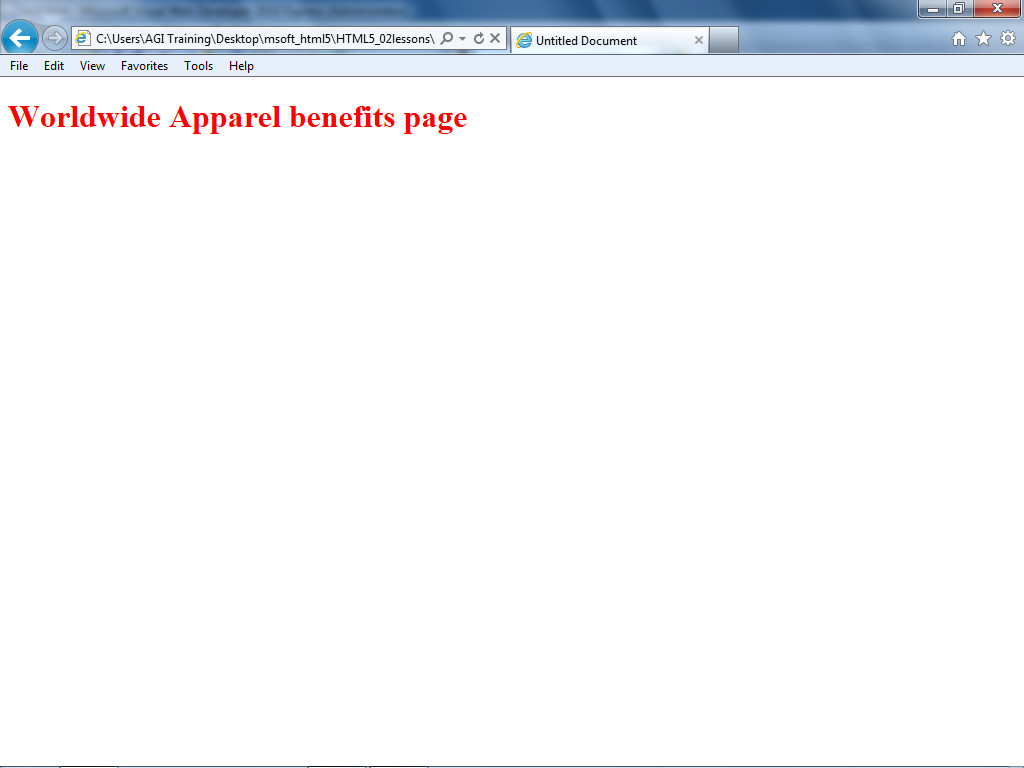 C:\Users\AGI Training\Desktop\msoft_html5\HTML5_02lessons\
Untitled Document
File Edit View Favorites Tools Help
Worldwide Apparel benefits page